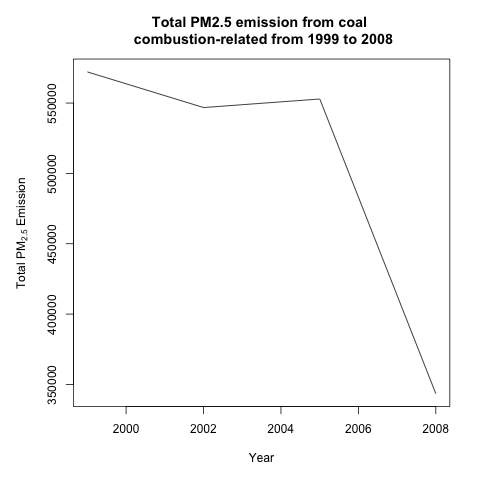 Total PM2.5 emission from coal
combustion-related from 1999 to 2008
Total PM2.5 Emission
550000
500000
450000
400000
350000
2000 2002 2004 2006 2008
Year